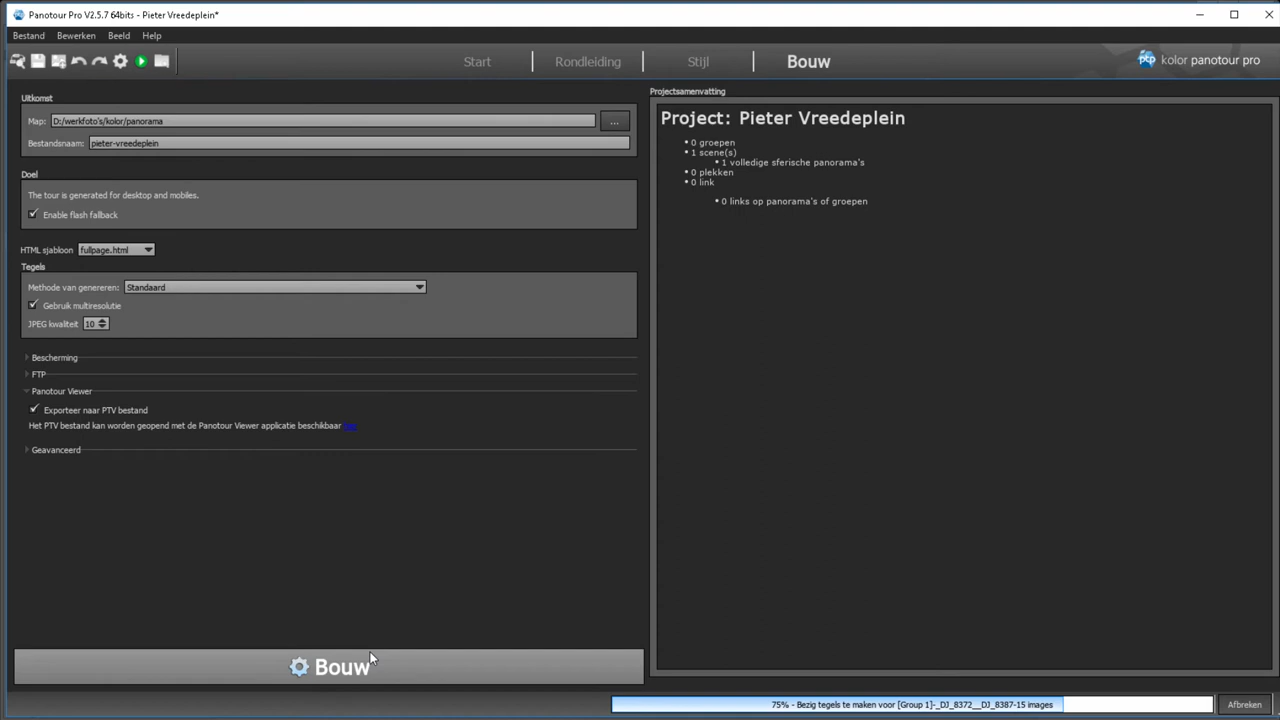 Panotour Pro V2.5.7 64bits - Pieter Vreedeplein*
Bestand Bewerken Beeld Help
Start Rondleiding Stijl Bouw
kolor panotour pro
Uitkomst
Map: D:/werkfoto's/kolor/panorama ...
Bestandsnaam: pieter-vreedeplein
Doel
The tour is generated for desktop and mobiles.
Enable flash fallback
HTML sjabloon fullpage.html
Tegels
Methode van genereren: Standaard
Gebruik multiresolutie
JPEG kwaliteit 10
Bescherming
FTP
Panotour Viewer
Exporteer naar PTV bestand
Het PTV bestand kan worden geopend met de Panotour Viewer applicatie beschikbaar
Geavanceerd
Bouw
Projectsamenvatting
Project: Pieter Vreedeplein
• 0 groepen
• 1 scene(s)
• 1 volledige sferische panorama's
• 0 plekken
• 0 link
• 0 links op panorama's of groepen
75% - Bezig tegels te maken voor [Group 1]-_DJ_8372__DJ_8387-15 images
Afbreken